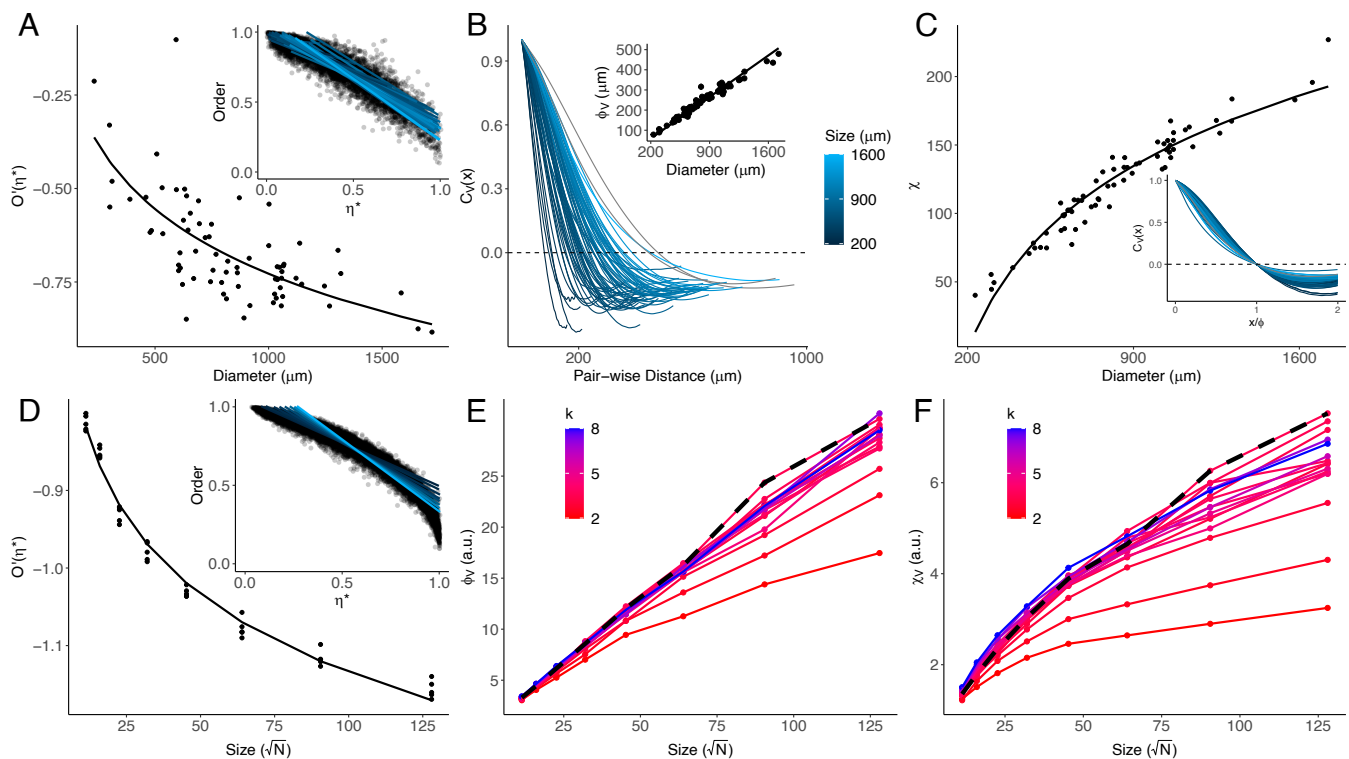 A
−0.25
−0.50
−0.75
O'(η*)
500
1000
1500
Diameter (μm)
1.0
0.5
0.0
Order
0.0
0.5
1.0
η*
B
0.9
0.6
0.3
0.0
Cᵥ(x)
200
1000
Pair−wise Distance (μm)
500
400
300
200
100
ϕᵥ (μm)
200
900
1600
Diameter (μm)
Size (μm)
1600
900
200
C
200
150
100
50
χ
200
900
1600
Diameter (μm)
1.0
0.5
0.0
Cᵥ(x)
0
1
2
x/ϕ
D
−0.9
−1.0
−1.1
O'(η*)
25
50
75
100
125
Size (√N)
1.0
0.5
0.0
Order
0.0
0.5
1.0
η*
E
25
20
15
10
5
ϕᵥ (a.u.)
25
50
75
100
125
Size (√N)
k
8
5
2
F
6
4
2
χᵥ (a.u.)
25
50
75
100
125
Size (√N)
k
8
5
2